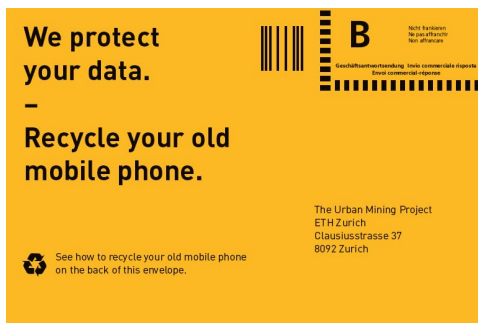 We protect
your data.
–
Recycle your old
mobile phone.
B
Nicht frankieren
Ne pas affranchir
Non affrancare
Geschäftsantwortsendung Invio commerciale risposta
Envoi commercial-réponse
The Urban Mining Project
ETH Zurich
Clausiusstrasse 37
8092 Zurich
See how to recycle your old mobile phone
on the back of this envelope.